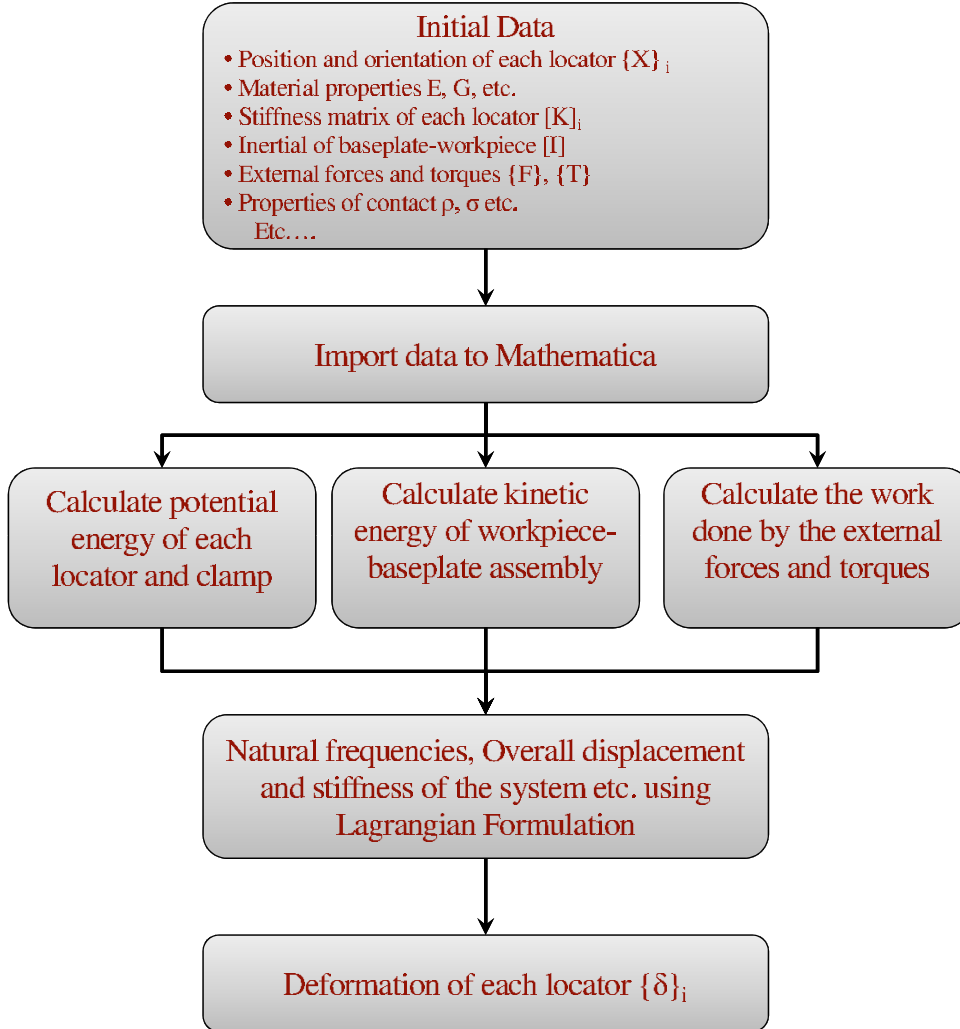 Initial Data
• Position and orientation of each locator {X} i
• Material properties E, G, etc.
• Stiffness matrix of each locator [K]i
• Inertial of baseplate-workpiece [I]
• External forces and torques {F}, {T}
• Properties of contact ρ, σ etc.
Etc….
Import data to Mathematica
Calculate potential
energy of each
locator and clamp
Calculate kinetic
energy of workpiece-
baseplate assembly
Calculate the work
done by the external
forces and torques
Natural frequencies, Overall displacement
and stiffness of the system etc. using
Lagrangian Formulation
Deformation of each locator {δ}i